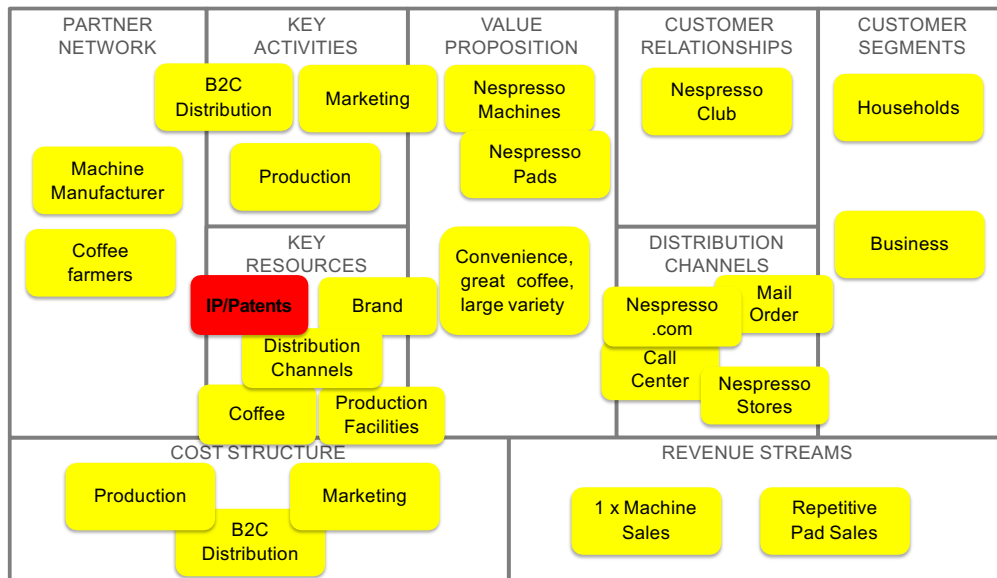 PARTNER
NETWORK
KEY
ACTIVITIES
VALUE
PROPOSITION
CUSTOMER
RELATIONSHIPS
CUSTOMER
SEGMENTS
B2C
Distribution
Marketing
Nespresso
Machines
Nespresso
Club
Households
Machine
Manufacturer
Production
Nespresso
Pads
Coffee
farmers
KEY
RESOURCES
Convenience,
great coffee,
large variety
DISTRIBUTION
CHANNELS
Business
IP/Patents
Brand
Nespresso
.com
Mail
Order
Distribution
Channels
Call
Center
Coffee
Production
Facilities
Nespresso
Stores
COST STRUCTURE
REVENUE STREAMS
Production
Marketing
B2C
Distribution
1 x Machine
Sales
Repetitive
Pad Sales